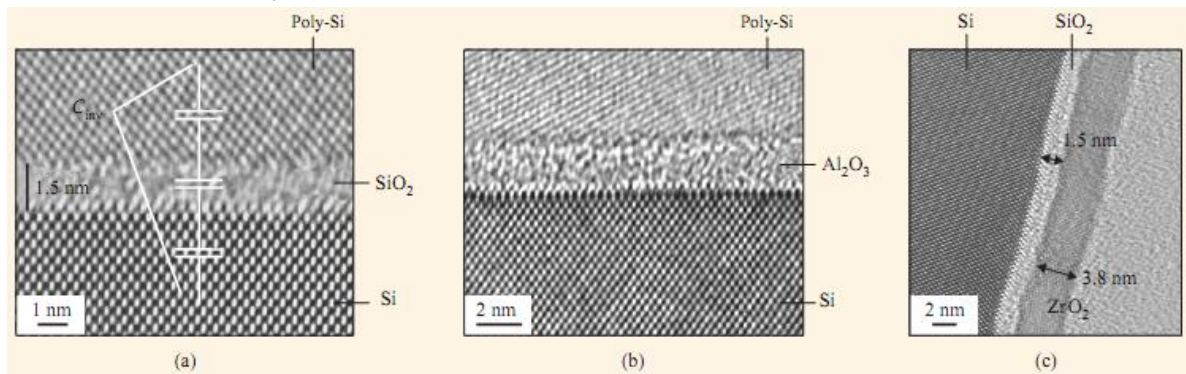 Poly-Si
C inv
1.5 nm
SiO2
Si
1 nm
(a)
Poly-Si
Al2O3
Si
2 nm
(b)
Si
SiO2
1.5 nm
3.8 nm
ZrO2
2 nm
(c)